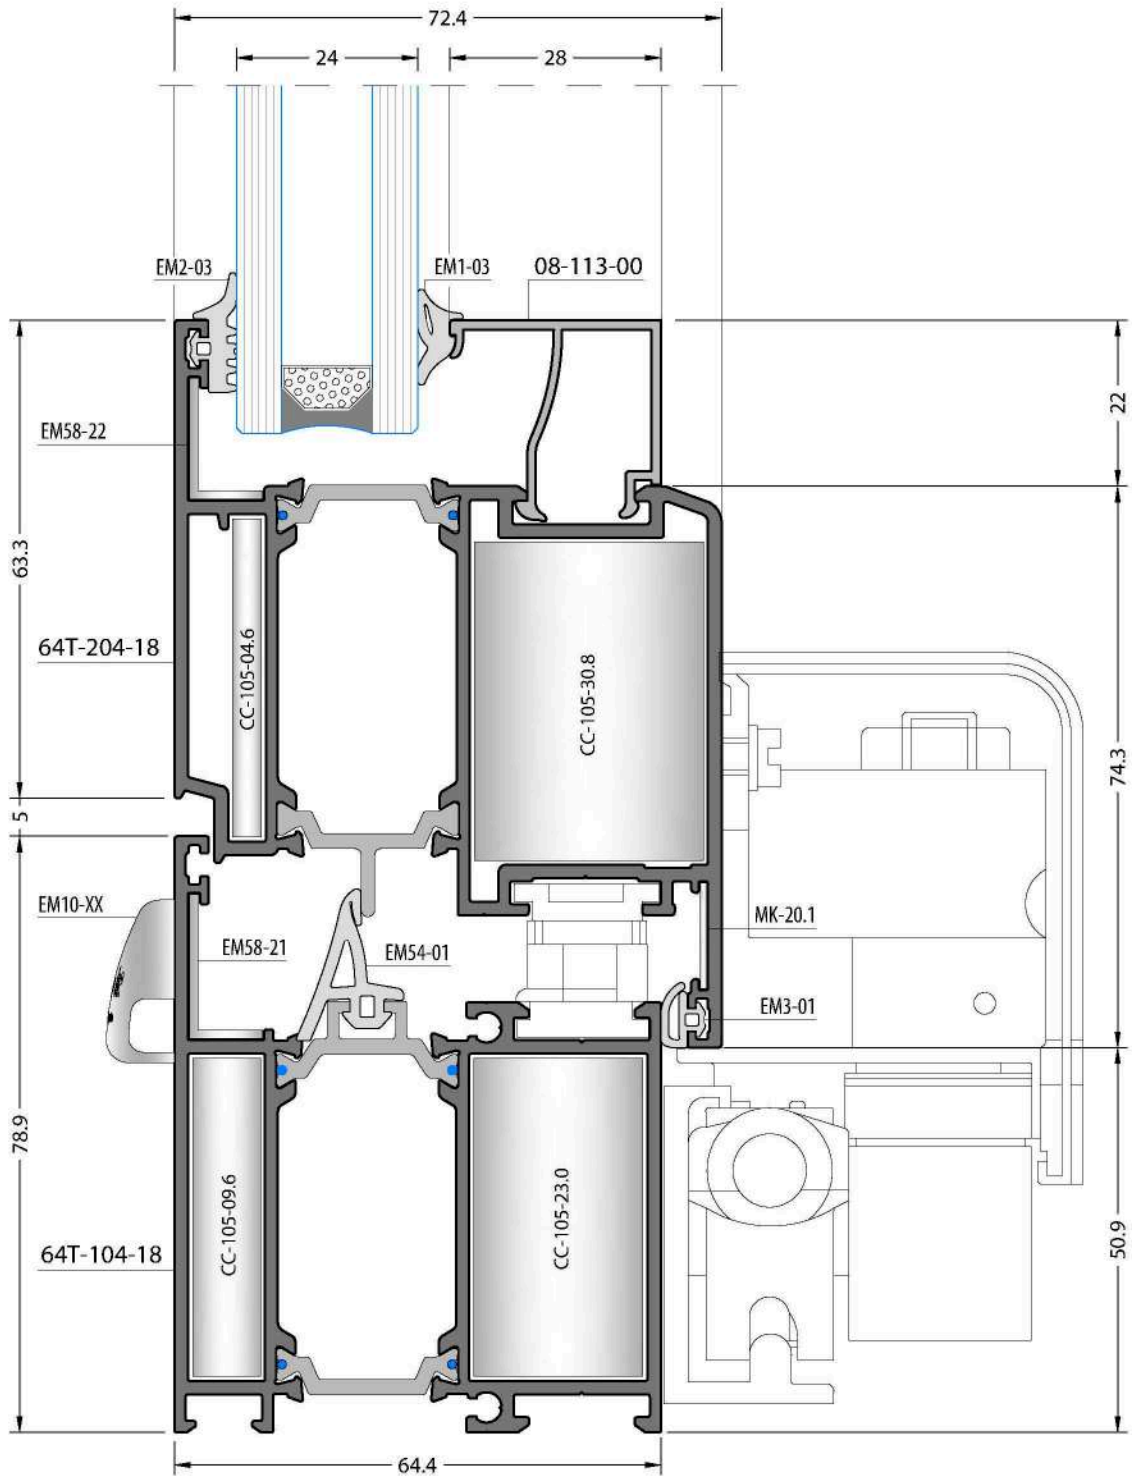 72.4
24
28
EM2-03
EM1-03
08-113-00
22
EM58-22
63.3
64T-204-18
CC-105-04.6
CC-105-30.8
74.3
5
EM10-XX
EM58-21
EM54-01
MK-20.1
EM3-01
78.9
CC-105-09.6
CC-105-23.0
64T-104-18
50.9
64.4